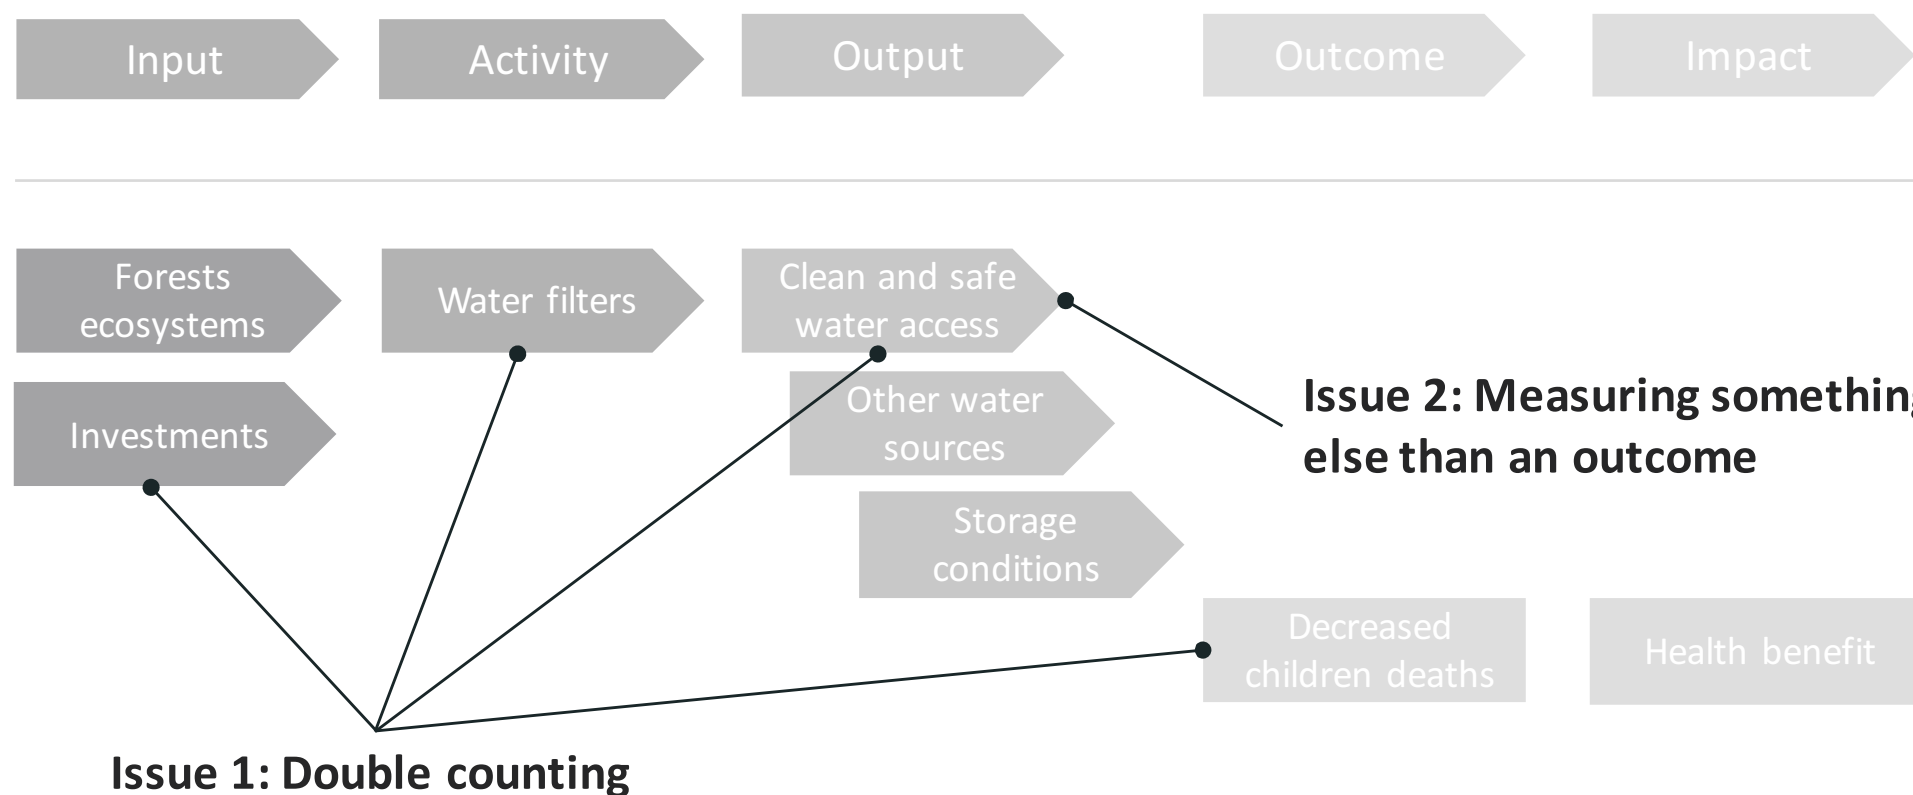 Input
Activity
Output
Outcome
Impact
Forests
ecosystems
Water filters
Clean and safe
water access
Investments
Other water
sources
Issue 2: Measuring something
else than an outcome
Storage
conditions
Decreased
children deaths
Health benefit
Issue 1: Double counting